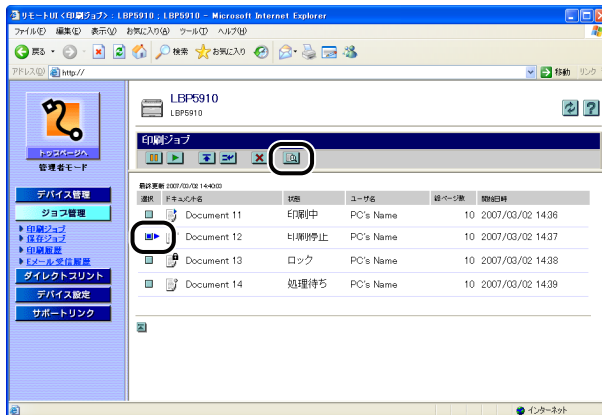 リモートUI <印刷ジョブ> : LBP5910 ; LBP5910 - Microsoft Internet Explorer
ファイル(F) 編集(E) 表示(V) お気に入り(A) ツール(T) ヘルプ(H)
戻る 検索 お気に入り
アドレス(D) http:// 移動 リンク
LBP5910
LBP5910
トップページへ
管理者モード
デバイス管理
ジョブ管理
印刷ジョブ
保存ジョブ
印刷履歴
Eメール受信履歴
ダイレクトプリント
デバイス設定
サポートリンク
印刷ジョブ
最終更新 2007/03/02 14:40:03
選択 ドキュメント名 状態 ユーザ名 総ページ数 開始日時
Document 11 印刷中 PC's Name 10 2007/03/02 14:36
Document 12 印刷停止 PC's Name 10 2007/03/02 14:37
Document 13 ロック PC's Name 10 2007/03/02 14:38
Document 14 処理待ち PC's Name 10 2007/03/02 14:39
インターネット